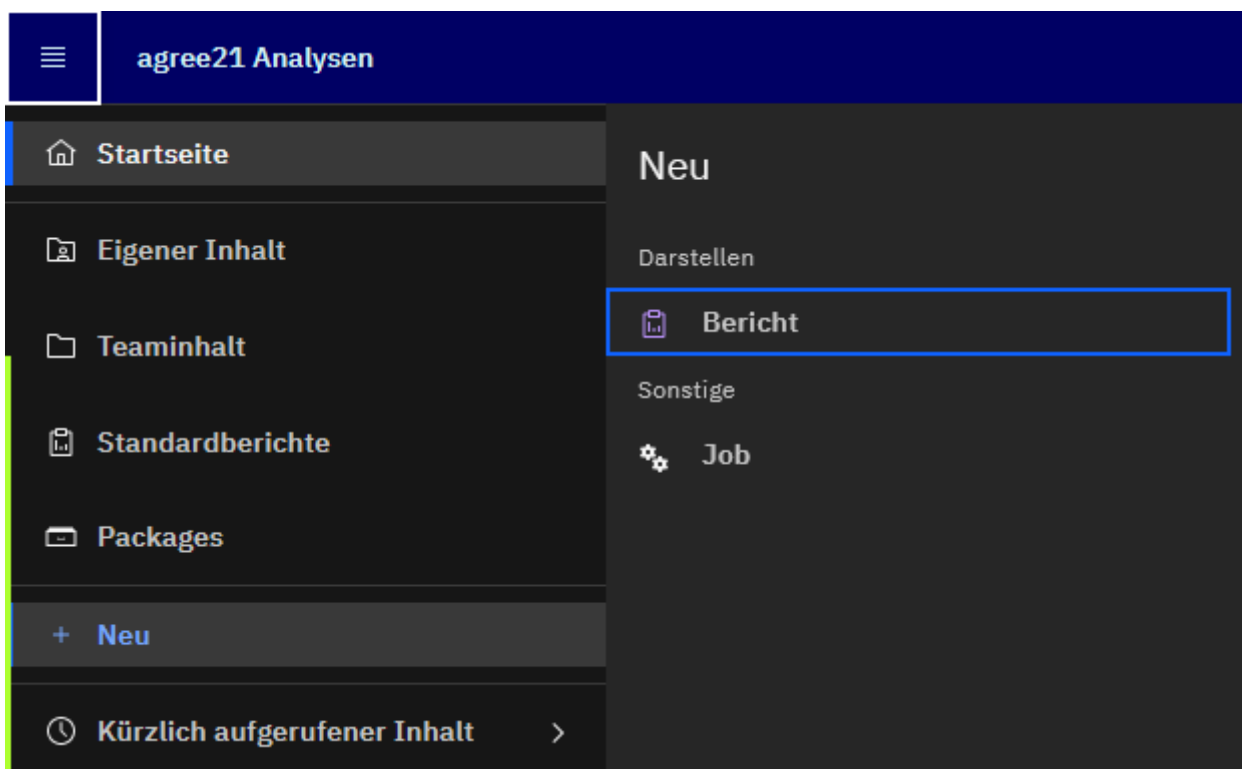 agree21 Analysen
Startseite
Eigener Inhalt
Teaminhalt
Standardberichte
Packages
Neu
Kürzlich aufgerufener Inhalt
Neu
Darstellen
Bericht
Sonstige
Job